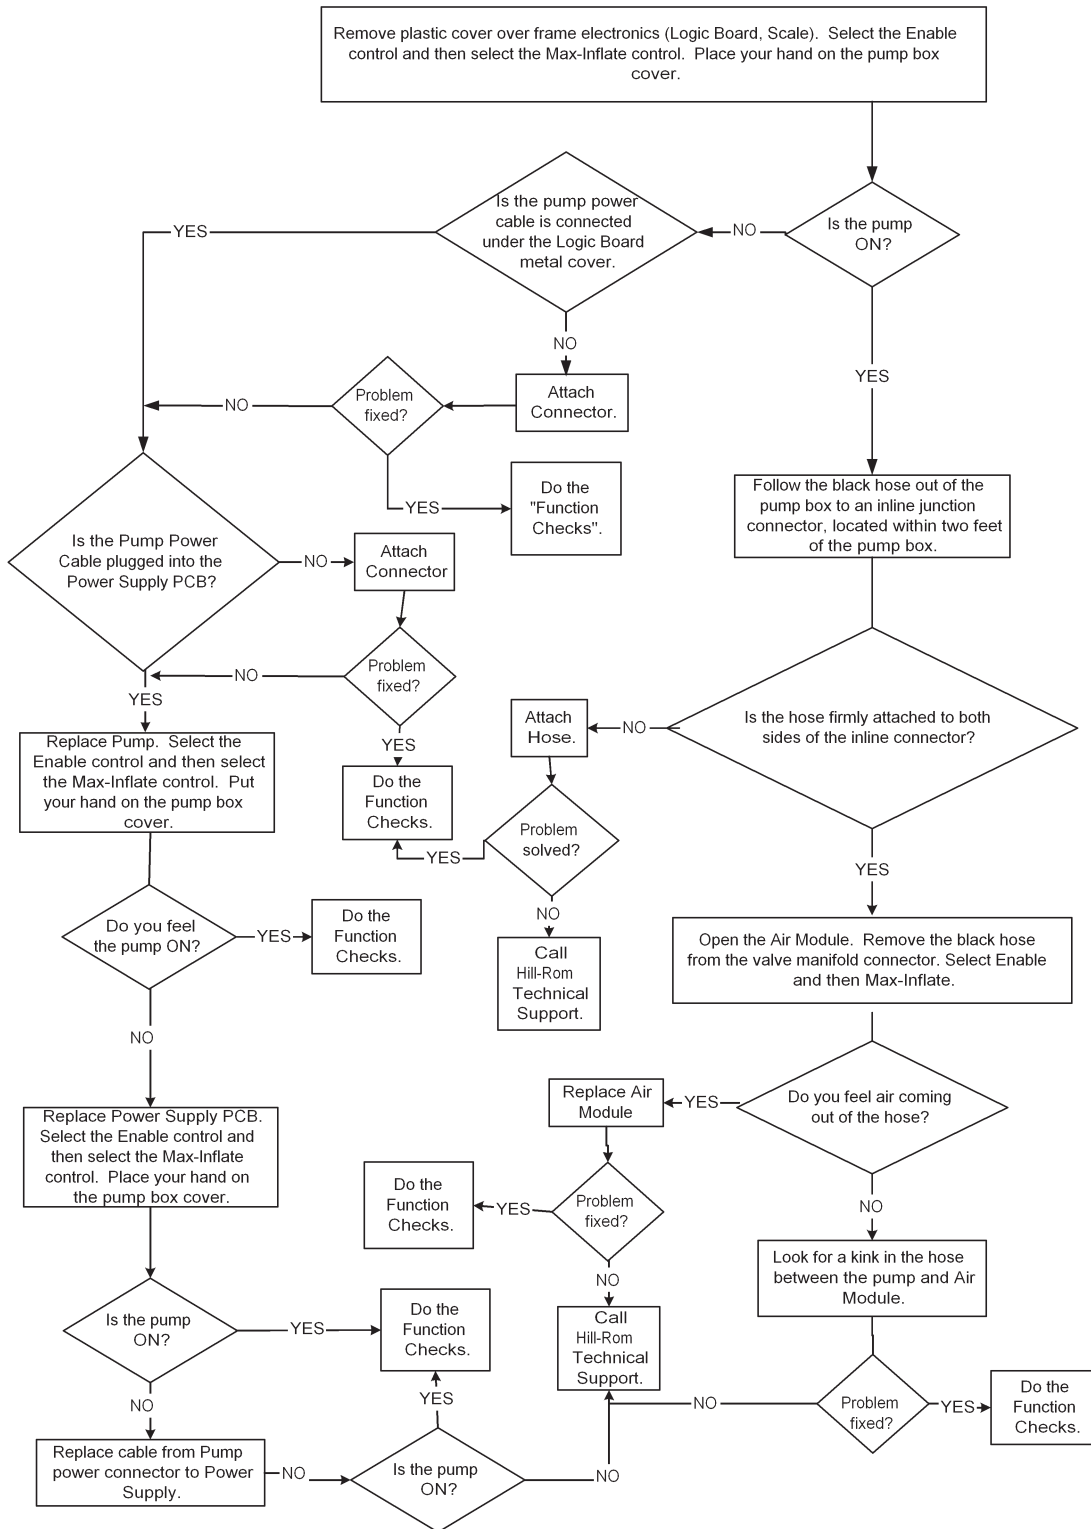 Remove plastic cover over frame electronics (Logic Board, Scale).  Select the Enable
control and then select the Max-Inflate control.  Place your hand on the pump box
cover.
Is the pump
ON?
NO
Is the pump power
cable is connected
under the Logic Board
metal cover.
YES
NO
Attach
Connector.
Problem
fixed?
NO
YES
Do the
"Function
Checks".
YES
Follow the black hose out of the
pump box to an inline junction
connector, located within two feet
of the pump box.
Is the Pump Power
Cable plugged into the
Power Supply PCB?
NO
Attach
Connector
Problem
fixed?
NO
YES
YES
Do the
Function
Checks.
Replace Pump.  Select the
Enable control and then select
the Max-Inflate control.  Put
your hand on the pump box
cover.
Is the hose firmly attached to both
sides of the inline connector?
NO
Attach
Hose.
Problem
solved?
YES
NO
Call
Hill-Rom
Technical
Support.
YES
Open the Air Module.  Remove the black hose
from the valve manifold connector. Select Enable
and then Max-Inflate.
Do you feel
the pump ON?
YES
Do the
Function
Checks.
NO
Replace Power Supply PCB.
Select the Enable control and
then select the Max-Inflate
control.  Place your hand on
the pump box cover.
Do you feel air coming
out of the hose?
YES
Replace Air
Module
Problem
fixed?
YES
Do the
Function
Checks.
NO
Call
Hill-Rom
Technical
Support.
NO
Look for a kink in the hose
between the pump and Air
Module.
Problem
fixed?
NO
YES
Do the
Function
Checks.
Is the pump
ON?
YES
Do the
Function
Checks.
NO
Replace cable from Pump
power connector to Power
Supply.
NO
Is the pump
ON?
YES
NO